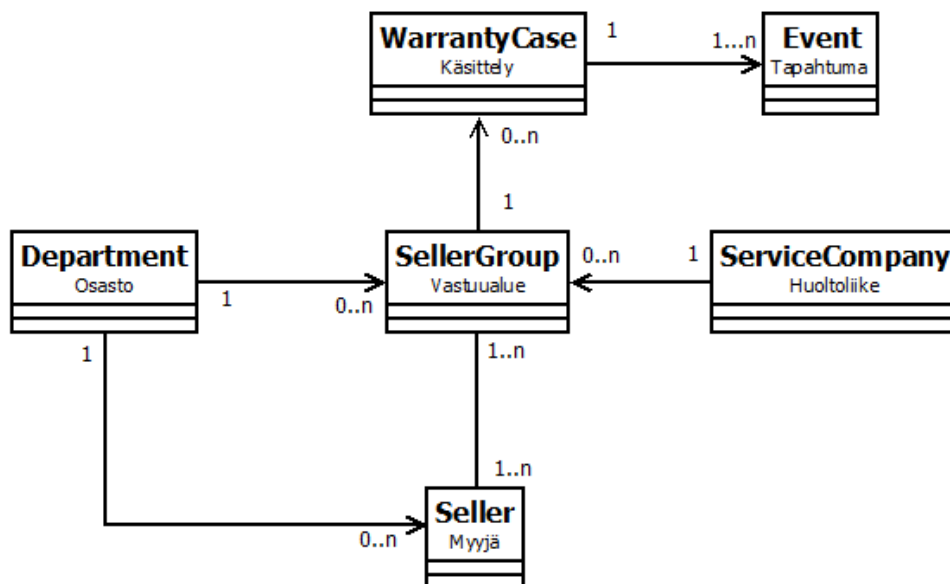 WarrantyCase
Käsittely
1
1...n
Event
Tapahtuma
0..n
1
Department
Osasto
1
0..n
SellerGroup
Vastuualue
0..n
1
ServiceCompany
Huoltoliike
1
1..n
1..n
0..n
Seller
Myyjä